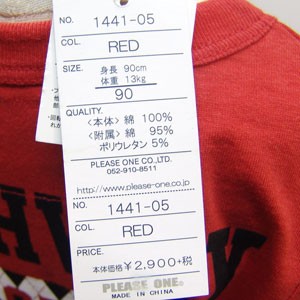 NO. 1441-05
COL. RED
SIZE. 身長 90cm
体重 13kg
90
QUALITY.
<本体> 綿 100%
<附属> 綿 95%
ポリウレタン 5%
PLEASE ONE CO.,LTD.
052-910-8511
http://www.please-one.co.jp/
NO. 1441-05
COL. RED
PRICE.
本体価格 ¥2,900+税
PLEASE ONE.
MADE IN CHINA